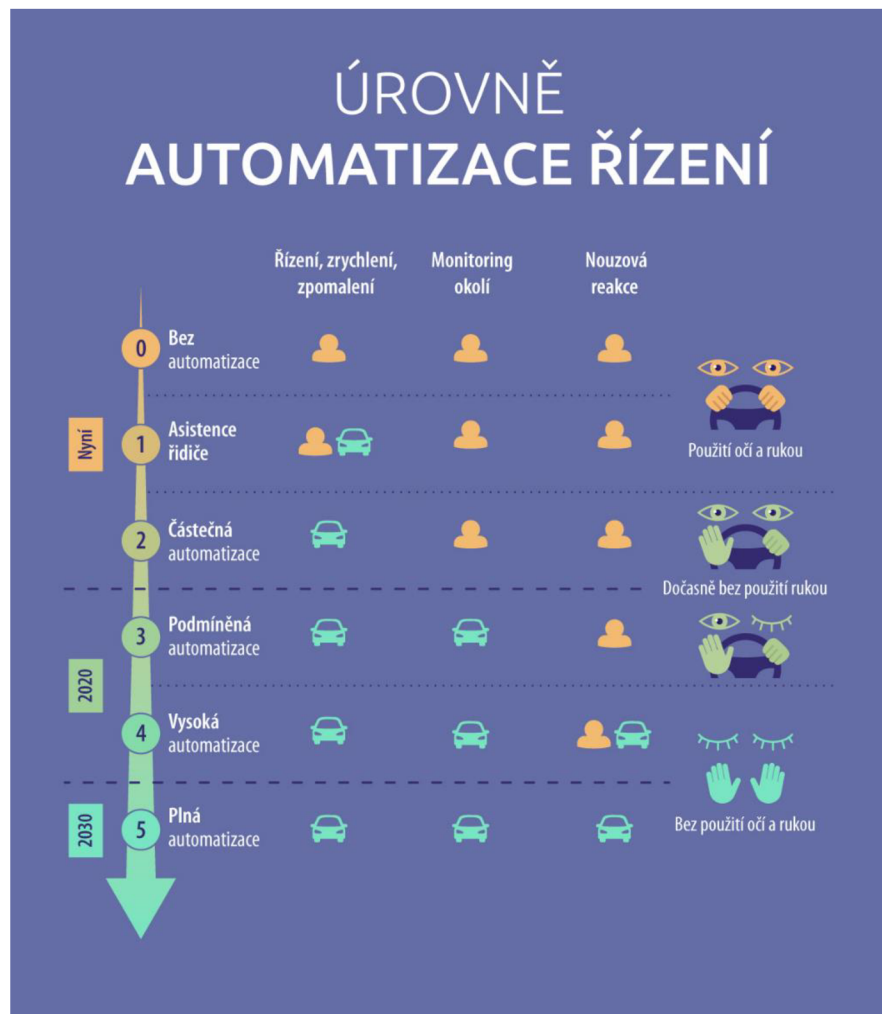 ÚROVNĚ
AUTOMATIZACE ŘÍZENÍ
Řízení, zrychlení,
zpomalení
Monitoring
okolí
Nouzová
reakce
0
Bez
automatizace
Použití očí a rukou
Nyní
1
Asistence
řidiče
2
Částečná
automatizace
Dočasně bez použití rukou
3
Podmíněná
automatizace
2020
4
Vysoká
automatizace
Bez použití očí a rukou
2030
5
Plná
automatizace